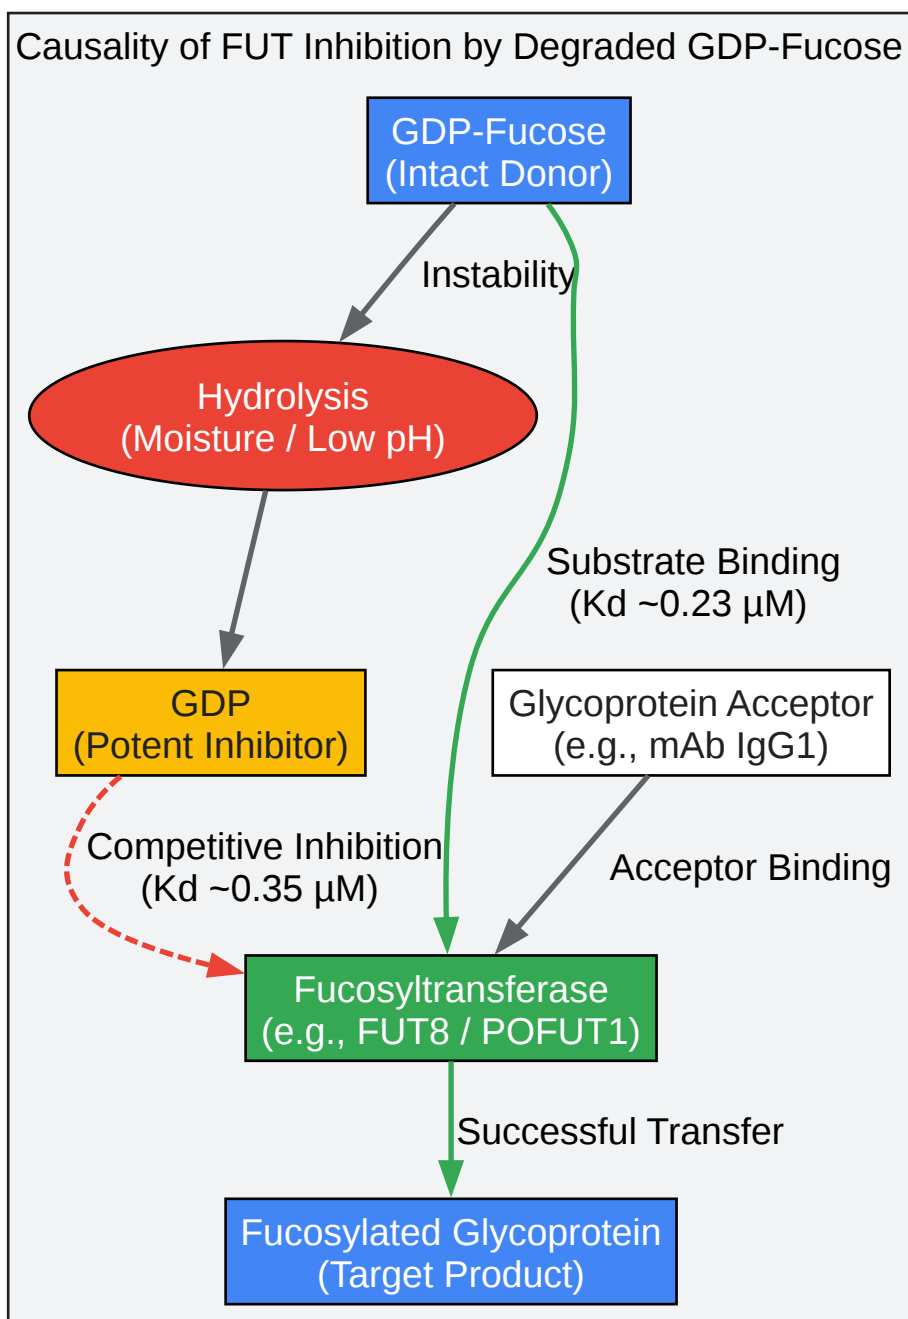 Causality of FUT Inhibition by Degraded GDP-Fucose
GDP-Fucose
(Intact Donor)
Instability
Hydrolysis
(Moisture / Low pH)
Substrate Binding
(Kd ~0.23 µM)
GDP
(Potent Inhibitor)
Glycoprotein Acceptor
(e.g., mAb IgG1)
Competitive Inhibition
(Kd ~0.35 µM)
Acceptor Binding
Fucosyltransferase
(e.g., FUT8 / POFUT1)
Successful Transfer
Fucosylated Glycoprotein
(Target Product)